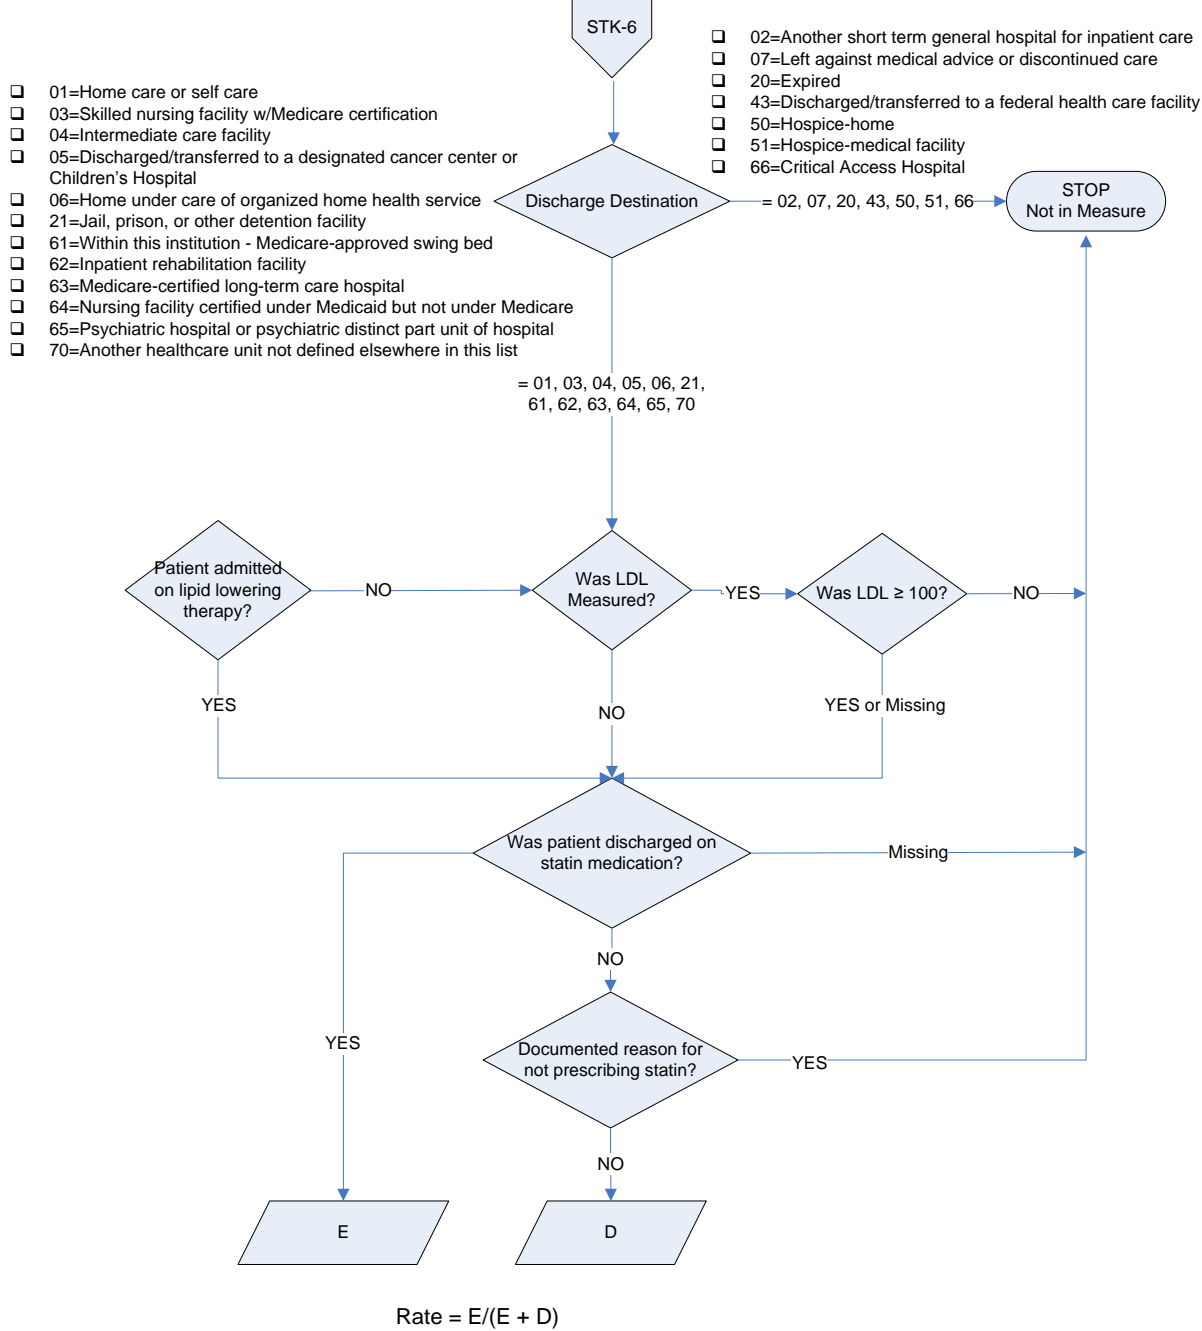 STK-6
02=Another short term general hospital for inpatient care
07=Left against medical advice or discontinued care
20=Expired
43=Discharged/transferred to a federal health care facility
50=Hospice-home
51=Hospice-medical facility
66=Critical Access Hospital
01=Home care or self care
03=Skilled nursing facility w/Medicare certification
04=Intermediate care facility
05=Discharged/transferred to a designated cancer center or
Children’s Hospital
06=Home under care of organized home health service
21=Jail, prison, or other detention facility
61=Within this institution - Medicare-approved swing bed
62=Inpatient rehabilitation facility
63=Medicare-certified long-term care hospital
64=Nursing facility certified under Medicaid but not under Medicare
65=Psychiatric hospital or psychiatric distinct part unit of hospital
70=Another healthcare unit not defined elsewhere in this list
Discharge Destination
= 02, 07, 20, 43, 50, 51, 66
STOP
Not in Measure
= 01, 03, 04, 05, 06, 21,
61, 62, 63, 64, 65, 70
Patient admitted
on lipid lowering
therapy?
NO
Was LDL
Measured?
YES
Was LDL ≥ 100?
NO
YES
NO
YES or Missing
Was patient discharged on
statin medication?
Missing
NO
YES
Documented reason for
not prescribing statin?
YES
NO
E
D
Rate = E/(E + D)